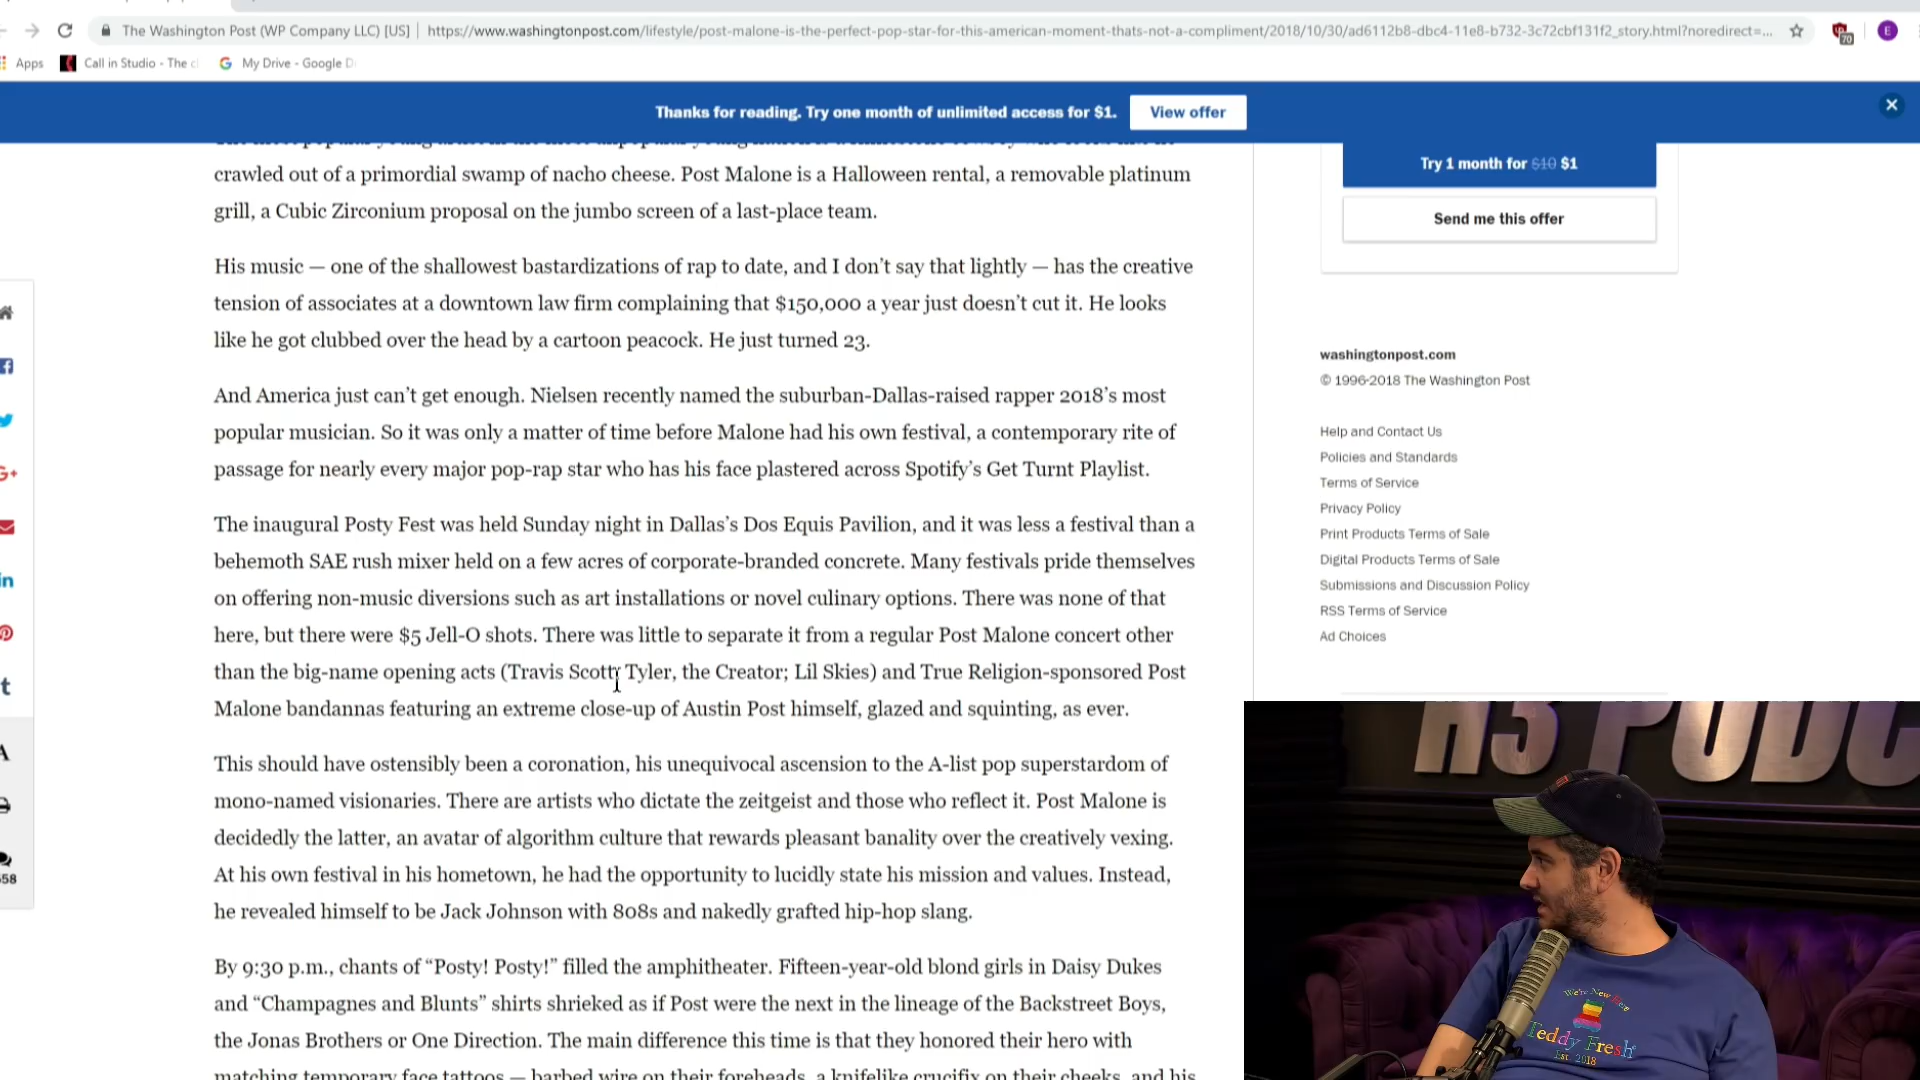 The Washington Post (WP Company LLC) [US]
https://www.washingtonpost.com/lifestyle/post-malone-is-the-perfect-pop-star-for-this-american-moment-thats-not-a-compliment/2018/10/30/ad6112b8-dbc4-11e8-b732-3c72cbf131f2_story.html?noredirect=...
70
E
Apps
Call in Studio - The
My Drive - Google
Thanks for reading. Try one month of unlimited access for $1.
View offer
crawled out of a primordial swamp of nacho cheese. Post Malone is a Halloween rental, a removable platinum
grill, a Cubic Zirconium proposal on the jumbo screen of a last-place team.
His music — one of the shallowest bastardizations of rap to date, and I don’t say that lightly — has the creative
tension of associates at a downtown law firm complaining that $150,000 a year just doesn’t cut it. He looks
like he got clubbed over the head by a cartoon peacock. He just turned 23.
And America just can’t get enough. Nielsen recently named the suburban-Dallas-raised rapper 2018’s most
popular musician. So it was only a matter of time before Malone had his own festival, a contemporary rite of
passage for nearly every major pop-rap star who has his face plastered across Spotify’s Get Turnt Playlist.
The inaugural Posty Fest was held Sunday night in Dallas’s Dos Equis Pavilion, and it was less a festival than a
behemoth SAE rush mixer held on a few acres of corporate-branded concrete. Many festivals pride themselves
on offering non-music diversions such as art installations or novel culinary options. There was none of that
here, but there were $5 Jell-O shots. There was little to separate it from a regular Post Malone concert other
than the big-name opening acts (Travis Scott; Tyler, the Creator; Lil Skies) and True Religion-sponsored Post
Malone bandannas featuring an extreme close-up of Austin Post himself, glazed and squinting, as ever.
This should have ostensibly been a coronation, his unequivocal ascension to the A-list pop superstardom of
mono-named visionaries. There are artists who dictate the zeitgeist and those who reflect it. Post Malone is
decidedly the latter, an avatar of algorithm culture that rewards pleasant banality over the creatively vexing.
At his own festival in his hometown, he had the opportunity to lucidly state his mission and values. Instead,
he revealed himself to be Jack Johnson with 808s and nakedly grafted hip-hop slang.
By 9:30 p.m., chants of “Posty! Posty!” filled the amphitheater. Fifteen-year-old blond girls in Daisy Dukes
and “Champagnes and Blunts” shirts shrieked as if Post were the next in the lineage of the Backstreet Boys,
the Jonas Brothers or One Direction. The main difference this time is that they honored their hero with
matching temporary face tattoos — barbed wire on their foreheads, a knifelike crucifix on their cheeks, and his
Try 1 month for $10 $1
Send me this offer
washingtonpost.com
© 1996-2018 The Washington Post
Help and Contact Us
Policies and Standards
Terms of Service
Privacy Policy
Print Products Terms of Sale
Digital Products Terms of Sale
Submissions and Discussion Policy
RSS Terms of Service
Ad Choices
H3 PODC
We're New Here
Teddy Fresh
Est. 2018